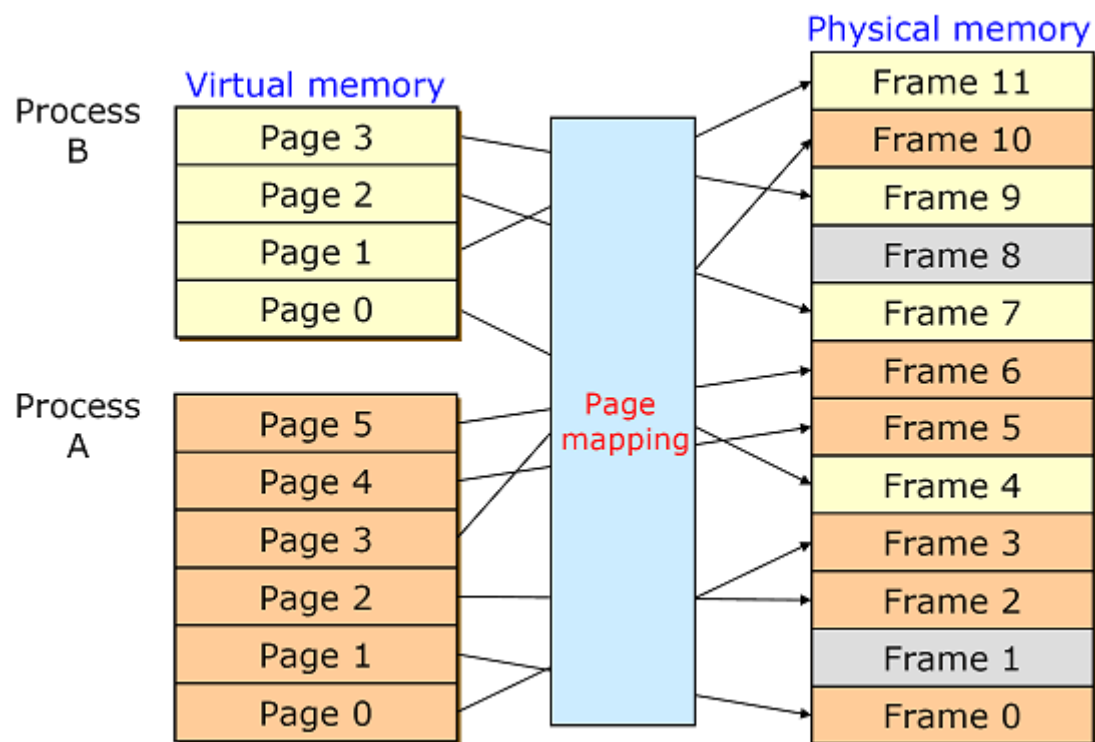 Physical memory
Virtual memory
Process
B
Page 3
Page 2
Page 1
Page 0
Process
A
Page 5
Page 4
Page 3
Page 2
Page 1
Page 0
Page
mapping
Frame 11
Frame 10
Frame 9
Frame 8
Frame 7
Frame 6
Frame 5
Frame 4
Frame 3
Frame 2
Frame 1
Frame 0